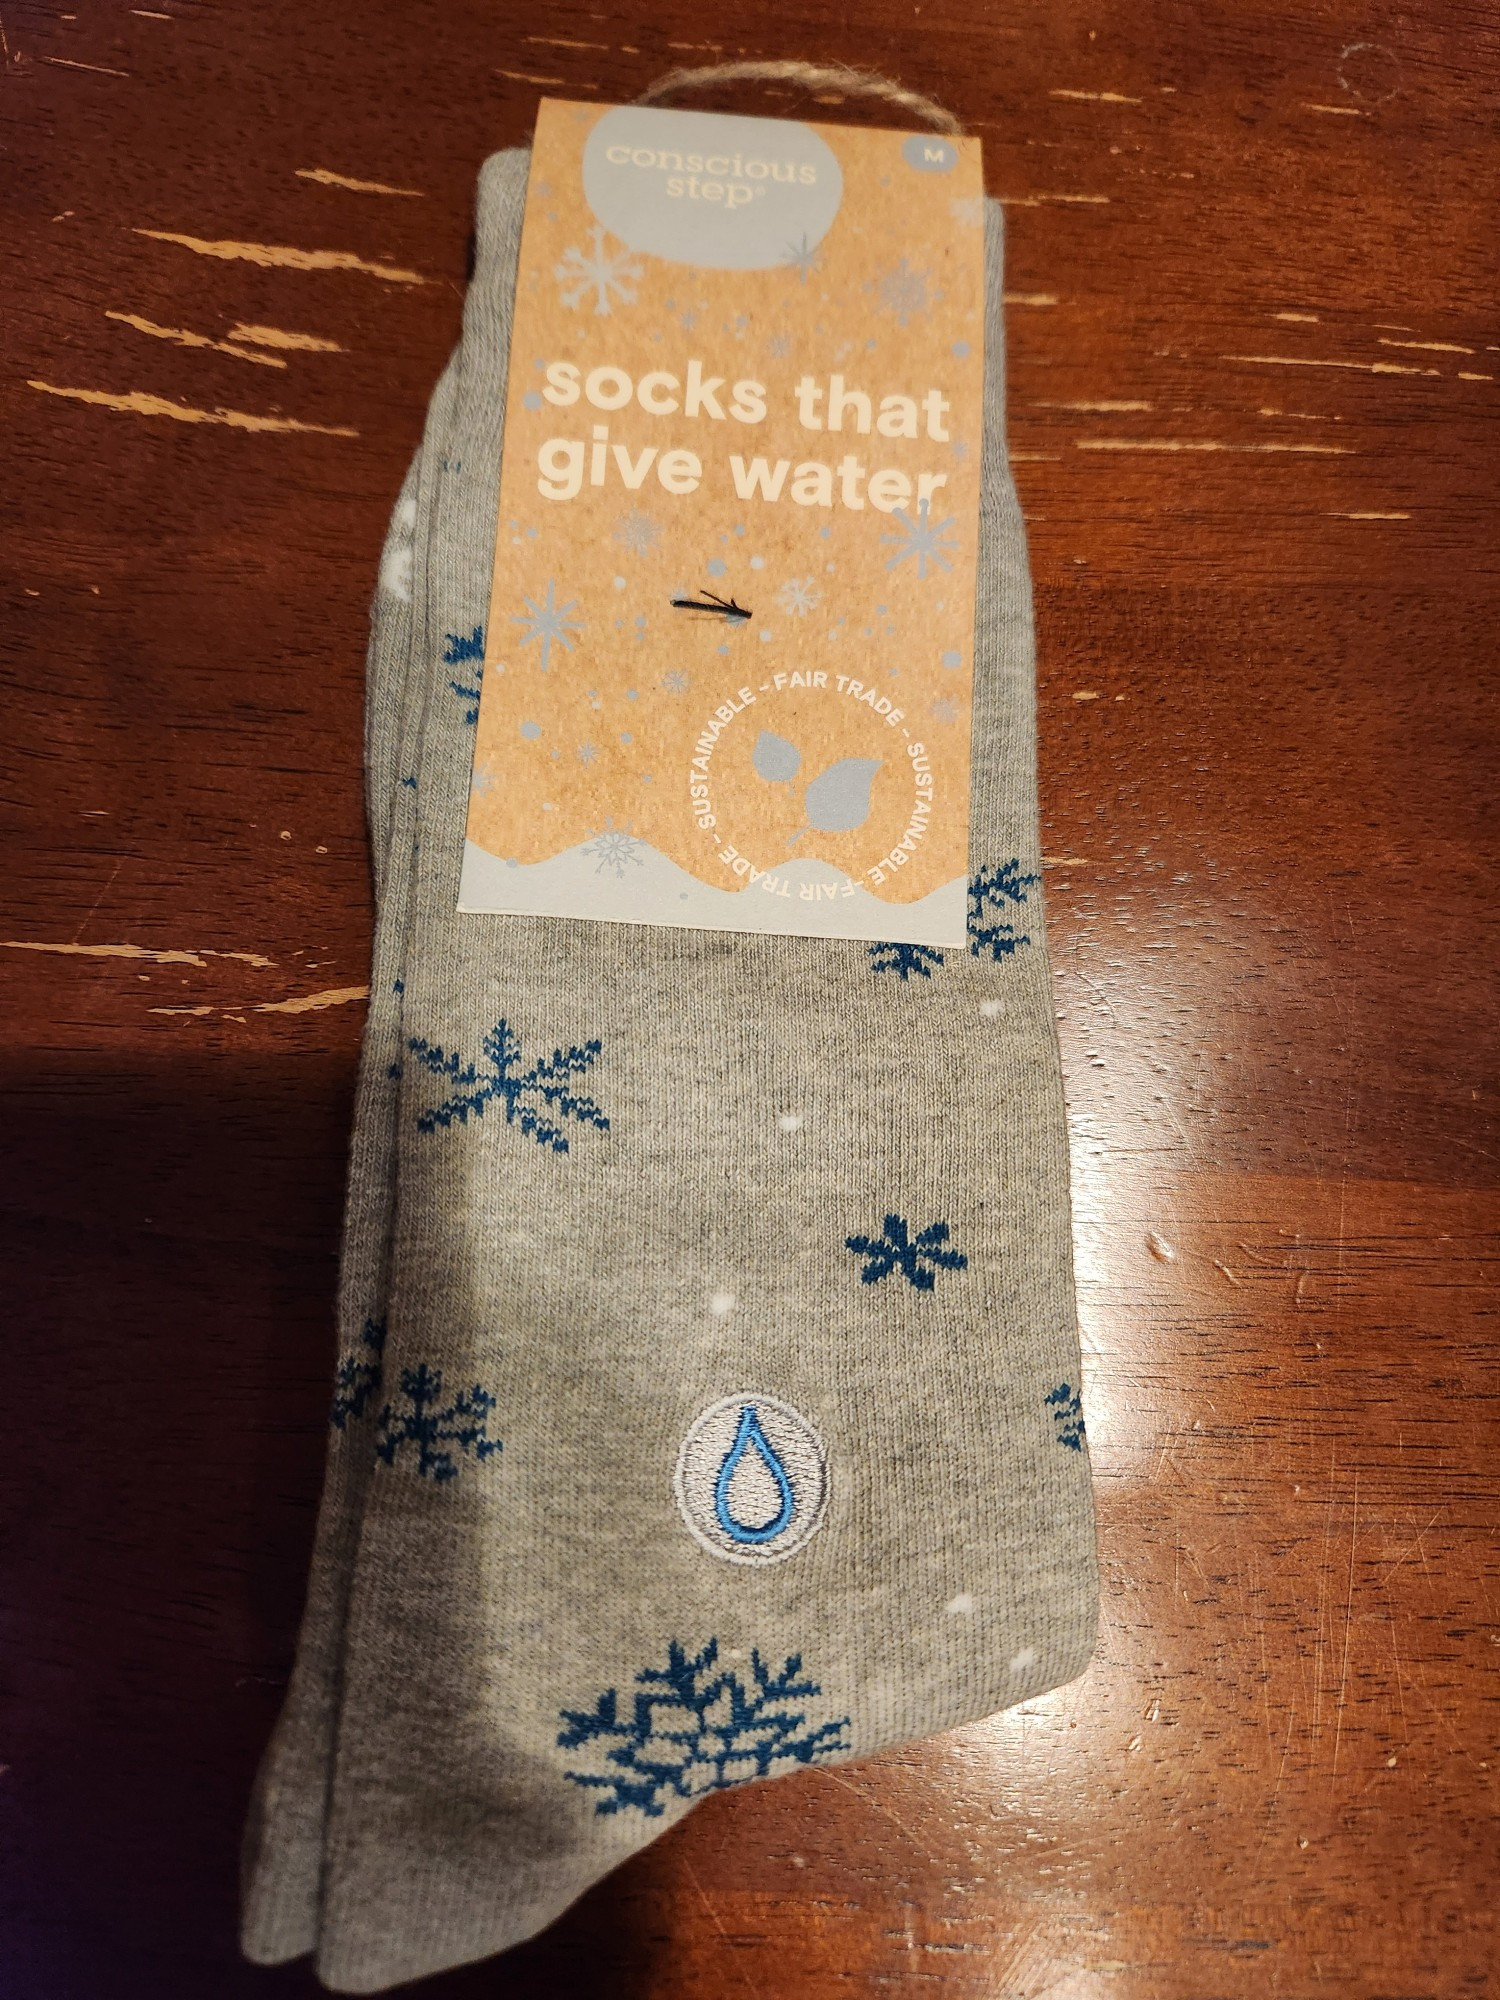 conscious
step®
M
socks that
give water
SUSTAINABLE - FAIR TRADE - SUSTAINABLE - FAIR TRADE -